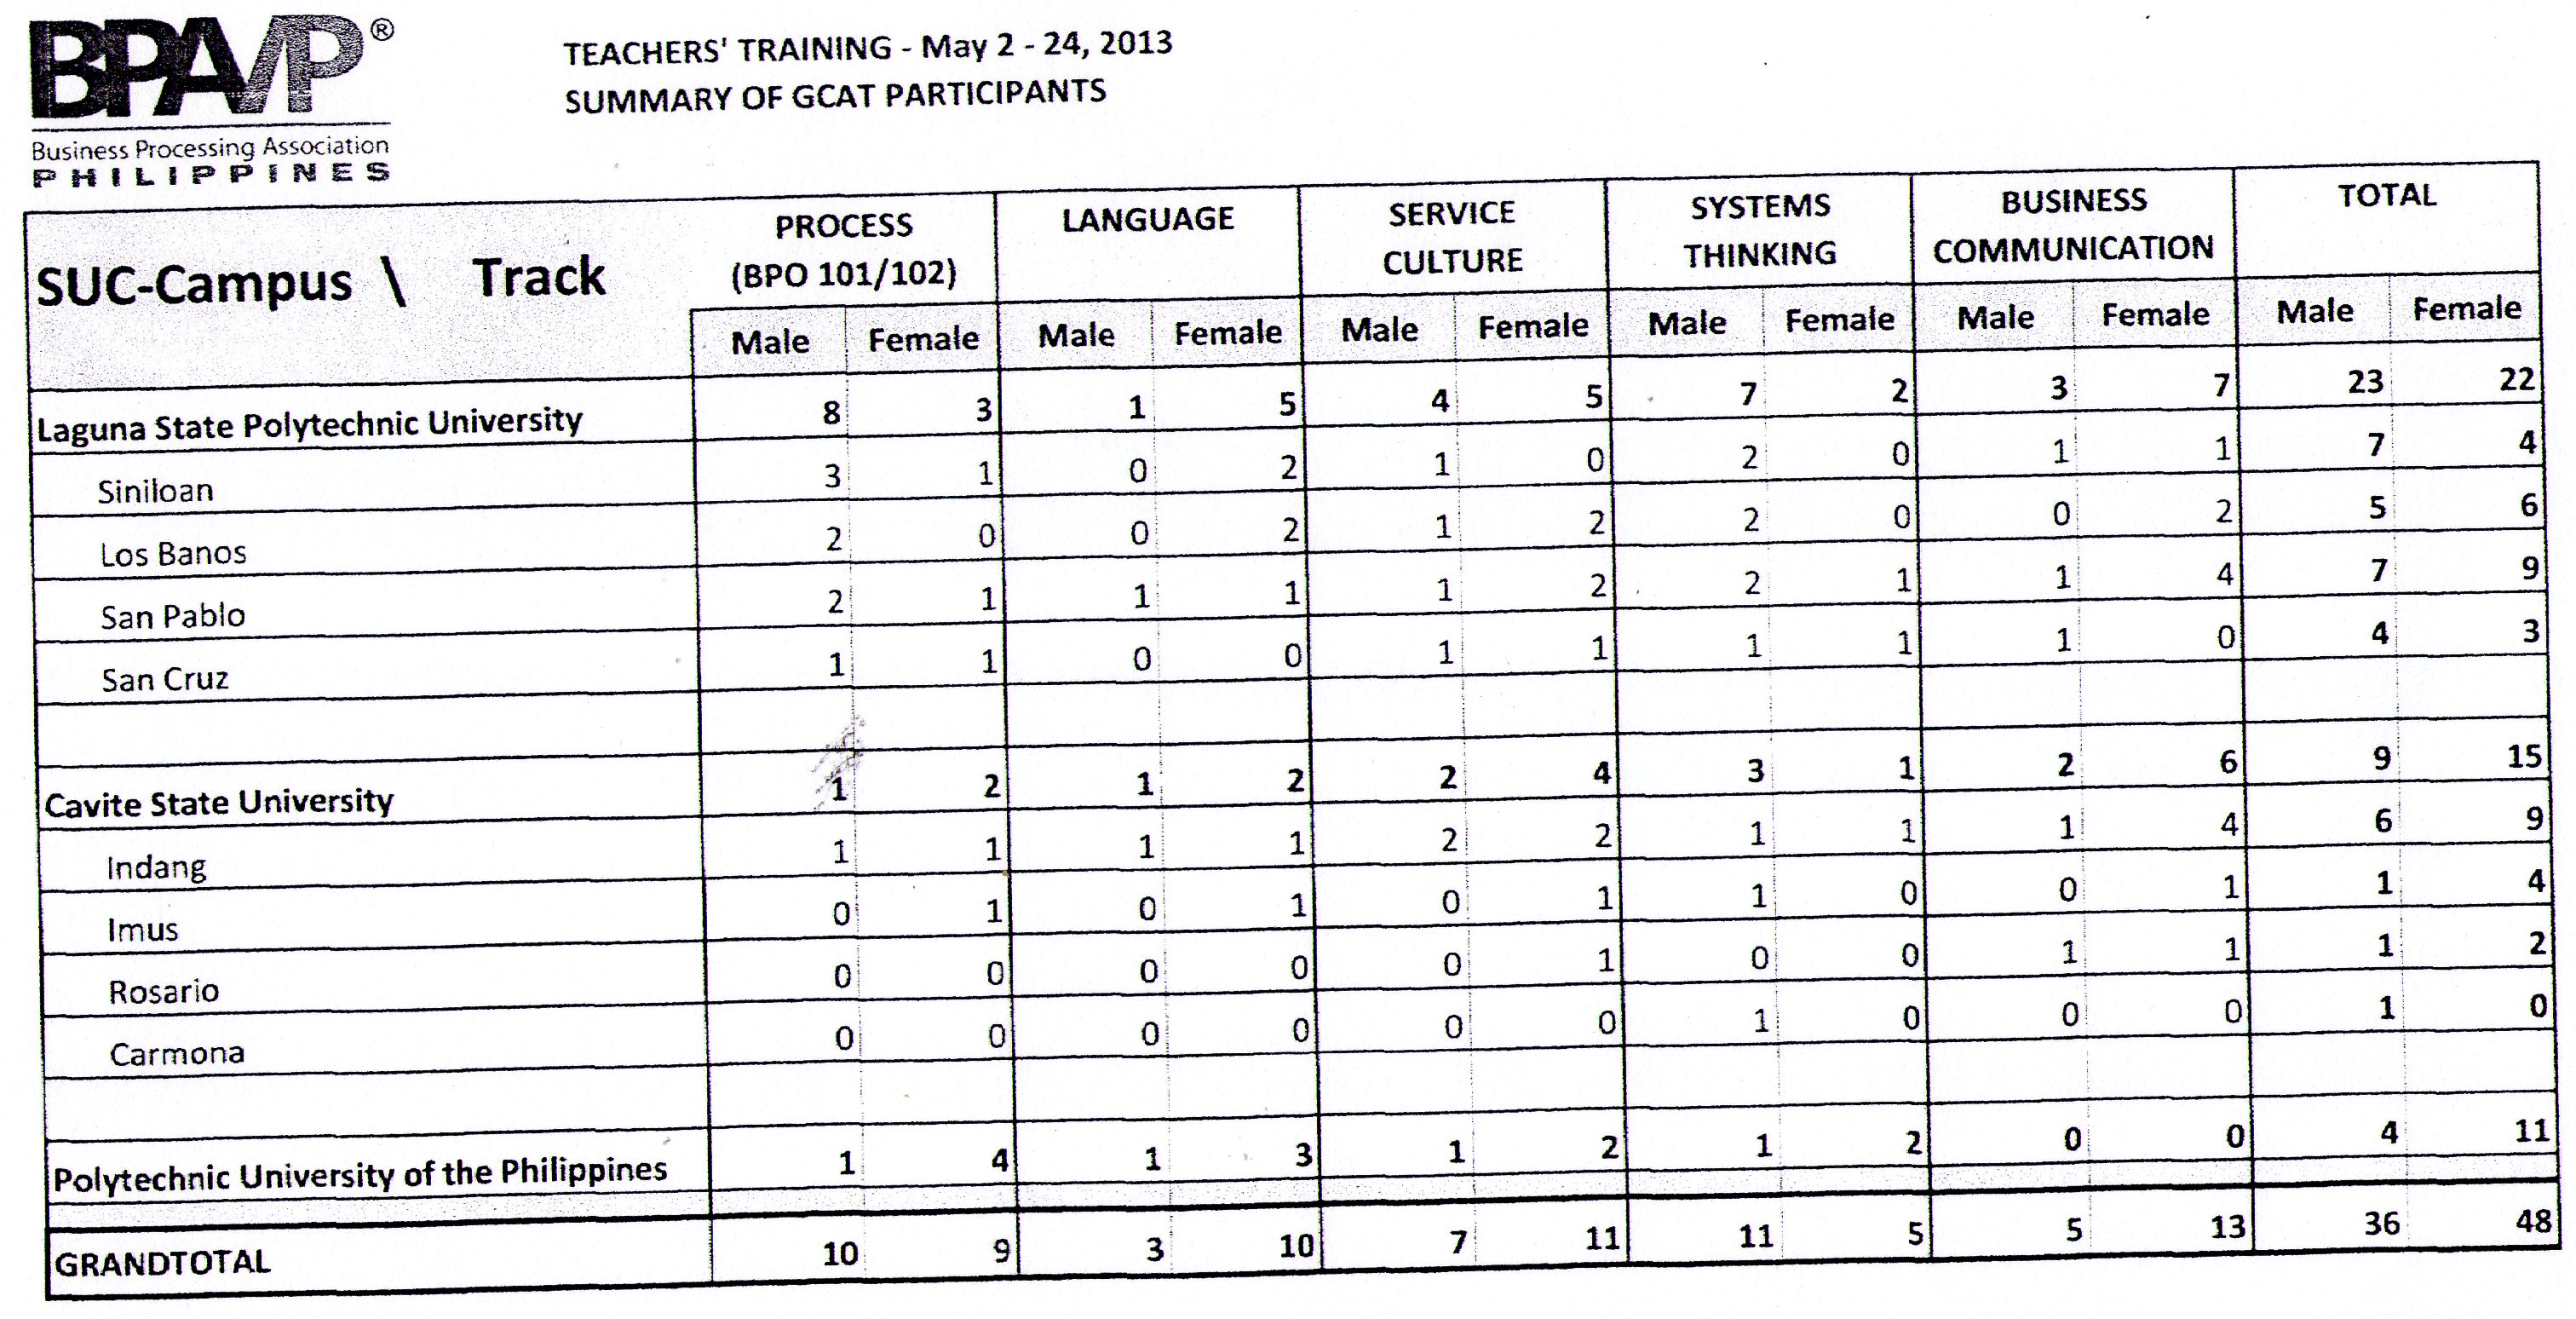 BPA/P®
Business Processing Association
PHILIPPINES
TEACHERS' TRAINING - May 2 - 24, 2013
SUMMARY OF GCAT PARTICIPANTS
SUC-Campus \ Track
PROCESS (BPO 101/102) LANGUAGE SERVICE CULTURE SYSTEMS THINKING BUSINESS COMMUNICATION TOTAL
Male Female Male Female Male Female Male Female Male Female Male Female
Laguna State Polytechnic University 8 3 1 5 4 5 7 2 3 7 23 22
Siniloan 3 1 0 2 1 0 2 0 1 1 7 4
Los Banos 2 0 0 2 1 2 2 0 0 2 5 6
San Pablo 2 1 1 1 1 2 2 1 1 4 7 9
San Cruz 1 1 0 0 1 1 1 1 1 0 4 3
Cavite State University 1 2 1 2 2 4 3 1 2 6 9 15
Indang 1 1 1 1 2 2 1 1 1 4 6 9
Imus 0 1 0 1 0 1 1 0 0 1 1 4
Rosario 0 0 0 0 0 1 0 0 1 1 1 2
Carmona 0 0 0 0 0 0 1 0 0 0 1 0
Polytechnic University of the Philippines 1 4 1 3 1 2 1 2 0 0 4 11
GRANDTOTAL 10 9 3 10 7 11 11 5 5 13 36 48